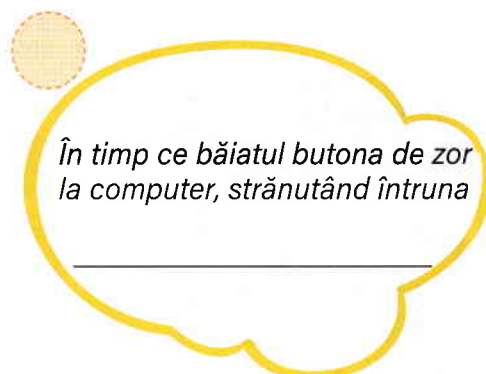 În timp ce băiatul butona de zor
la computer, strănutând întruna